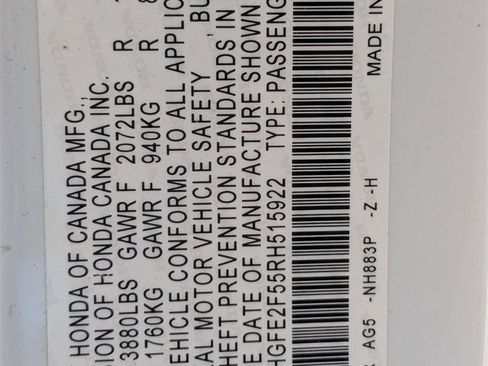 HONDA OF CANADA MFG.,
SION OF HONDA CANADA INC.
3880LBS GAWR F 2072LBS R
1760KG GAWR F 940KG R
EHICLE CONFORMS TO ALL APPLIC
AL MOTOR VEHICLE SAFETY , BU
HEFT PREVENTION STANDARDS, IN
E DATE OF MANUFACTURE SHOWN
HGFE2F55RH515922 TYPE: PASSENG
AG5 -NH883P -Z -H
MADE IN